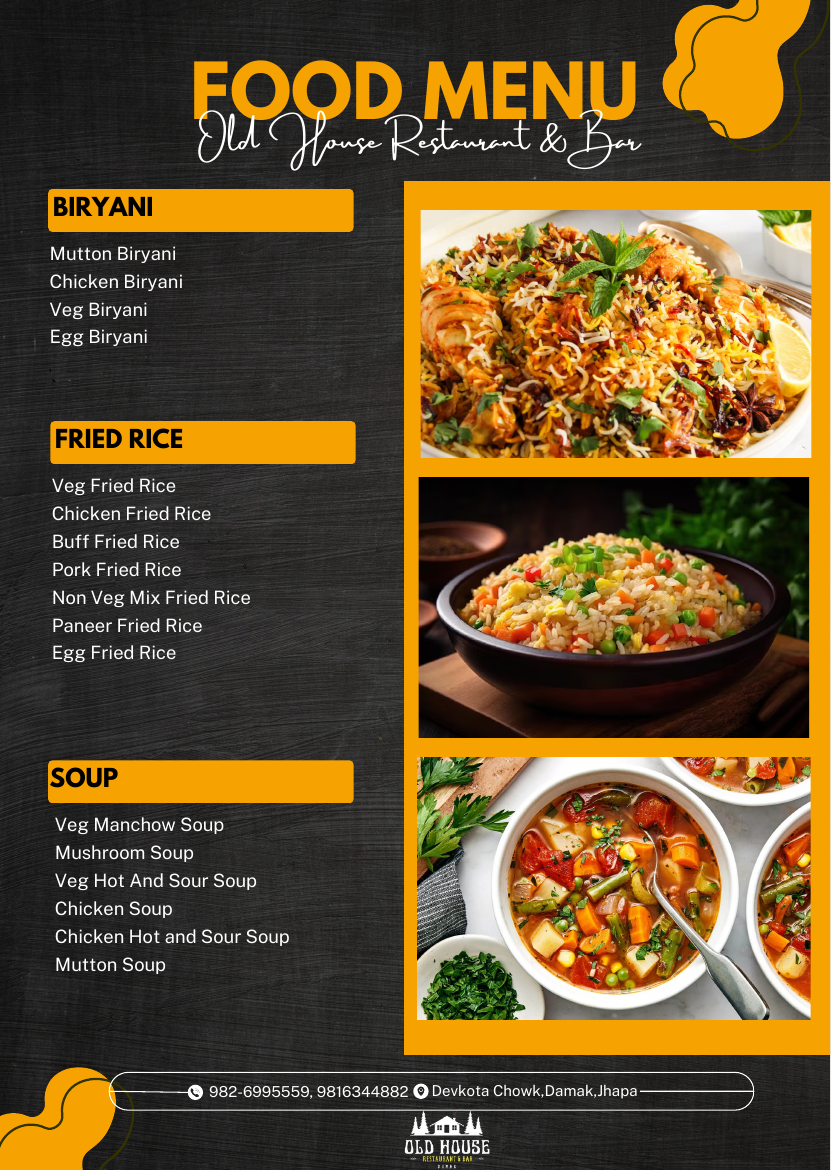 FOOD MENU
Old House Restaurant & Bar
BIRYANI
Mutton Biryani
Chicken Biryani
Veg Biryani
Egg Biryani
FRIED RICE
Veg Fried Rice
Chicken Fried Rice
Buff Fried Rice
Pork Fried Rice
Non Veg Mix Fried Rice
Paneer Fried Rice
Egg Fried Rice
SOUP
Veg Manchow Soup
Mushroom Soup
Veg Hot And Sour Soup
Chicken Soup
Chicken Hot and Sour Soup
Mutton Soup
982-6995559, 9816344882 Devkota Chowk,Damak,Jhapa
OLD HOUSE
RESTAURANT & BAR
DAMAK